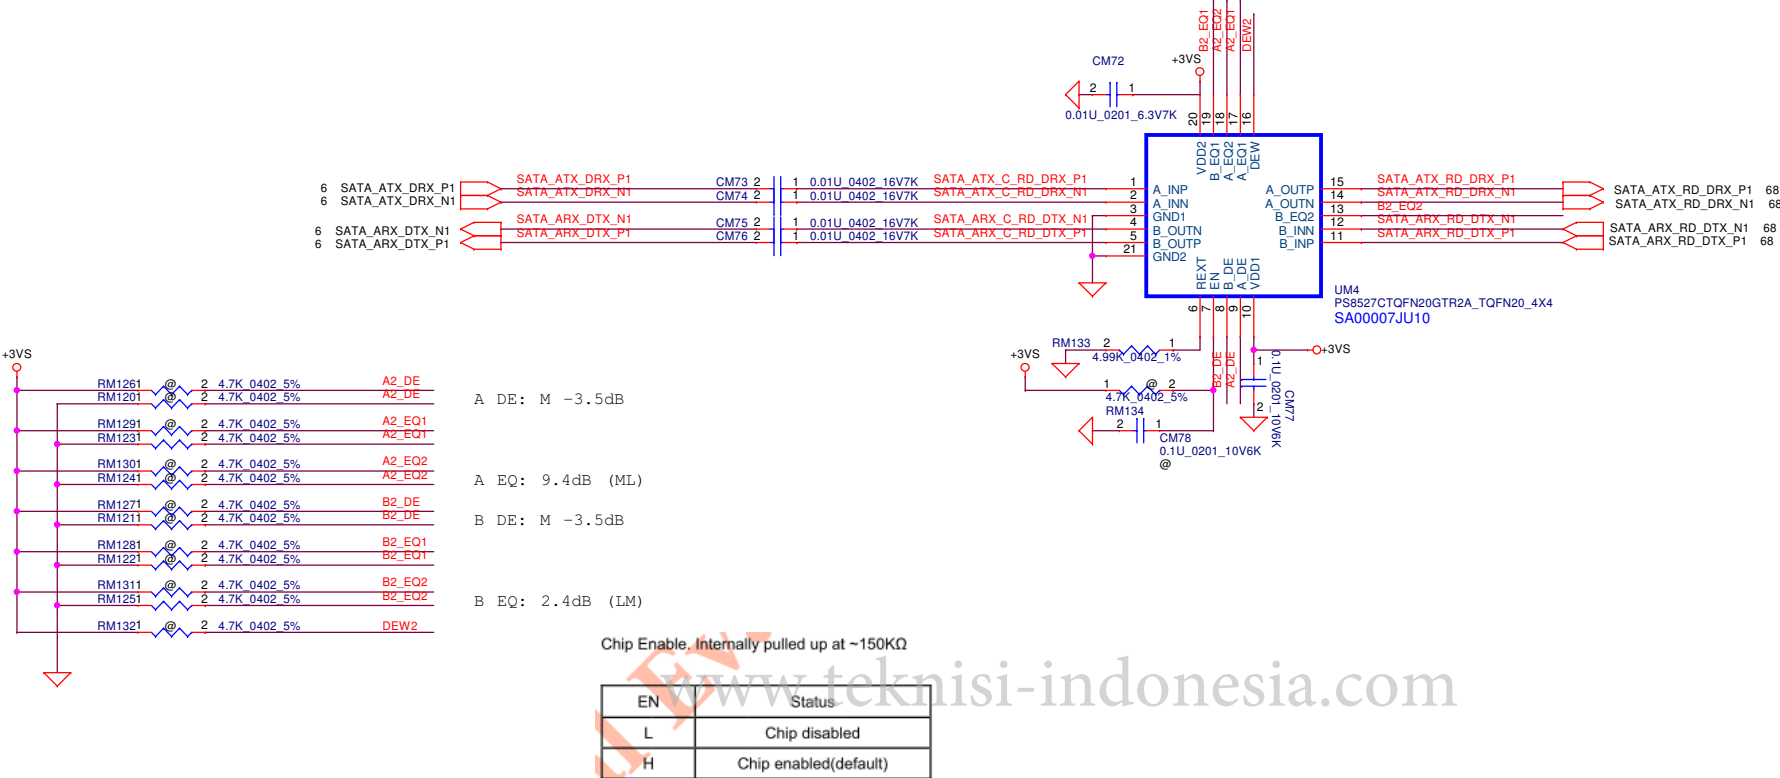 B2_EQ1
A2_EQ2
A2_EQ1
DEW2
CM72
+3VS
2 1
0.01U_0201_6.3V7K
20 19 18 17 16
VDD2
B_EQ1
A_EQ2
A_EQ1
DEW
6 SATA_ATX_DRX_P1 SATA_ATX_DRX_P1 CM73 2 1 0.01U_0402_16V7K SATA_ATX_C_RD_DRX_P1 1 A_INP A_OUTP 15 SATA_ATX_RD_DRX_P1 SATA_ATX_RD_DRX_P1 68
6 SATA_ATX_DRX_N1 SATA_ATX_DRX_N1 CM74 2 1 0.01U_0402_16V7K SATA_ATX_C_RD_DRX_N1 2 A_INN A_OUTN 14 SATA_ATX_RD_DRX_N1 SATA_ATX_RD_DRX_N1 68
3 GND1 B_EQ2 13 B2_EQ2
6 SATA_ARX_DTX_N1 SATA_ARX_DTX_N1 CM75 2 1 0.01U_0402_16V7K SATA_ARX_C_RD_DTX_N1 4 B_OUTN B_INN 12 SATA_ARX_RD_DTX_N1 SATA_ARX_RD_DTX_N1 68
6 SATA_ARX_DTX_P1 SATA_ARX_DTX_P1 CM76 2 1 0.01U_0402_16V7K SATA_ARX_C_RD_DTX_P1 5 B_OUTP B_INP 11 SATA_ARX_RD_DTX_P1 SATA_ARX_RD_DTX_P1 68
21 GND2
REXT
EN
B_DE
A_DE
VDD1
6 7 8 9 10
UM4
PS8527CTQFN20GTR2A_TQFN20_4X4
SA00007JU10
RM133 2 1
4.99K_0402_1%
+3VS
+3VS
1 @ 2
4.7K_0402_5%
RM134
2 1
CM78
0.1U_0201_10V6K
@
B2_DE
A2_DE
1
2
0.1U_0201_10V6K
CM77
+3VS
RM1261 @ 2 4.7K_0402_5% A2_DE
RM1201 @ 2 4.7K_0402_5% A2_DE
A DE: M -3.5dB
RM1291 @ 2 4.7K_0402_5% A2_EQ1
RM1231 2 4.7K_0402_5% A2_EQ1
RM1301 @ 2 4.7K_0402_5% A2_EQ2
RM1241 @ 2 4.7K_0402_5% A2_EQ2
A EQ: 9.4dB (ML)
RM1271 @ 2 4.7K_0402_5% B2_DE
RM1211 @ 2 4.7K_0402_5% B2_DE
B DE: M -3.5dB
RM1281 @ 2 4.7K_0402_5% B2_EQ1
RM1221 @ 2 4.7K_0402_5% B2_EQ1
RM1311 @ 2 4.7K_0402_5% B2_EQ2
RM1251 @ 2 4.7K_0402_5% B2_EQ2
B EQ: 2.4dB (LM)
RM1321 @ 2 4.7K_0402_5% DEW2
Chip Enable. Internally pulled up at ~150KΩ
www.teknisi-indonesia.com
EN Status
L Chip disabled
H Chip enabled(default)